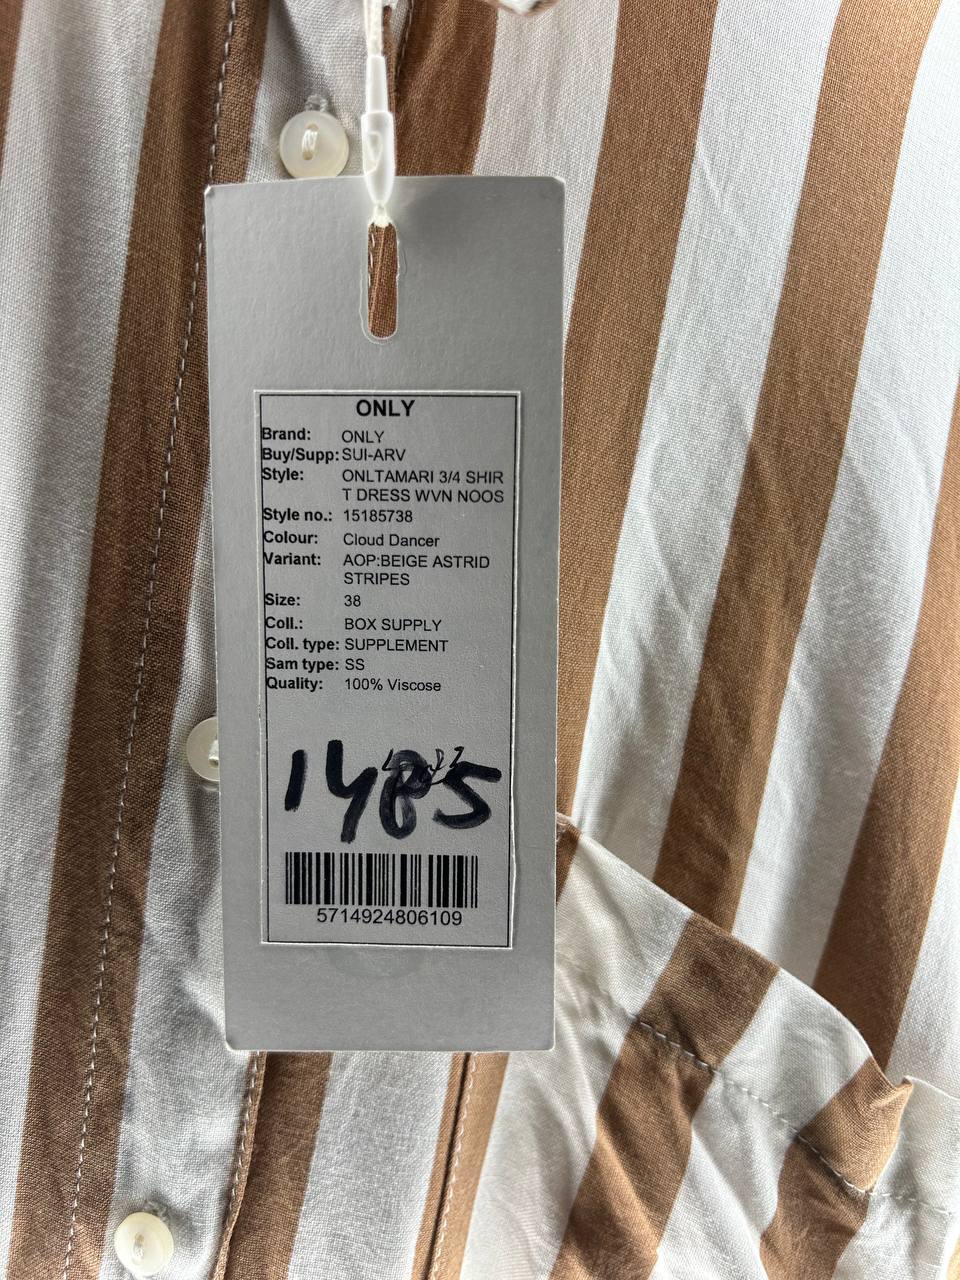 ONLY
Brand: ONLY
Buy/Supp: SUI-ARV
Style: ONLTAMARI 3/4 SHIR
T DRESS WVN NOOS
Style no.: 15185738
Colour: Cloud Dancer
Variant: AOP:BEIGE ASTRID
STRIPES
Size: 38
Coll.: BOX SUPPLY
Coll. type: SUPPLEMENT
Sam type: SS
Quality: 100% Viscose
1485
5714924806109